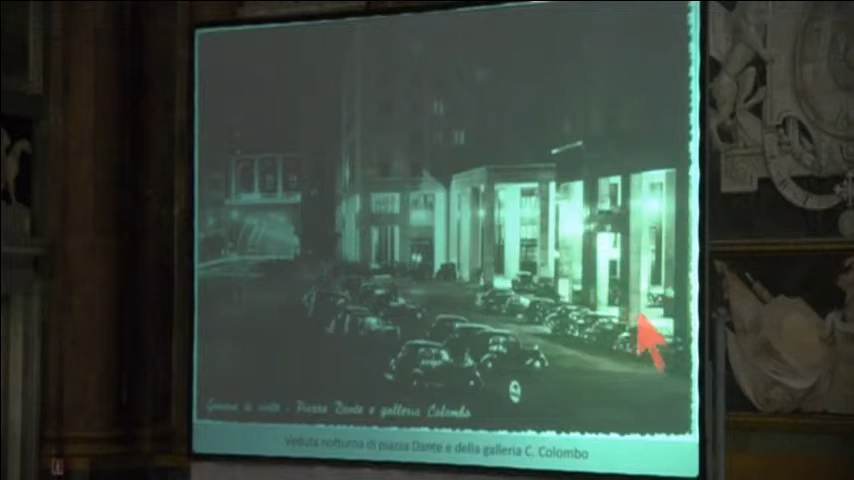 Genova di notte - Piazza Dante e galleria Colombo
Veduta notturna di piazza Dante e della galleria C. Colombo